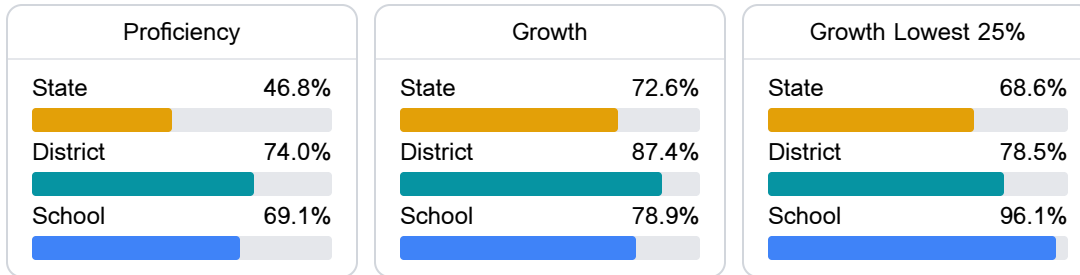 Proficiency
State 46.8%
District 74.0%
School 69.1%
Growth
State 72.6%
District 87.4%
School 78.9%
Growth Lowest 25%
State 68.6%
District 78.5%
School 96.1%